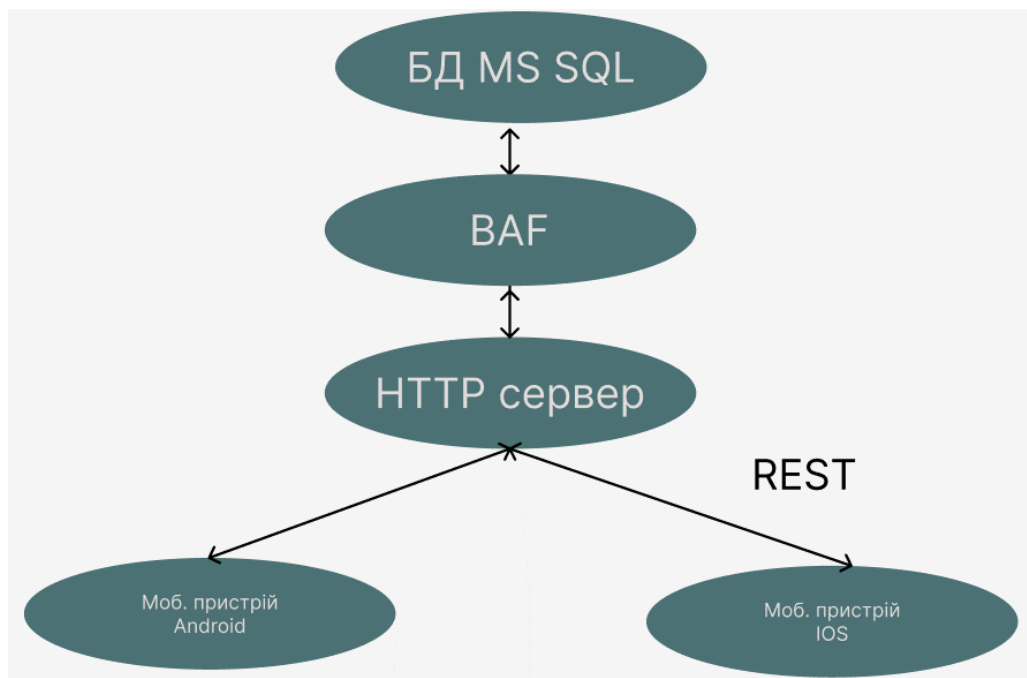 БД MS SQL
BAF
HTTP сервер
REST
Моб. пристрій
Android
Моб. пристрій
IOS